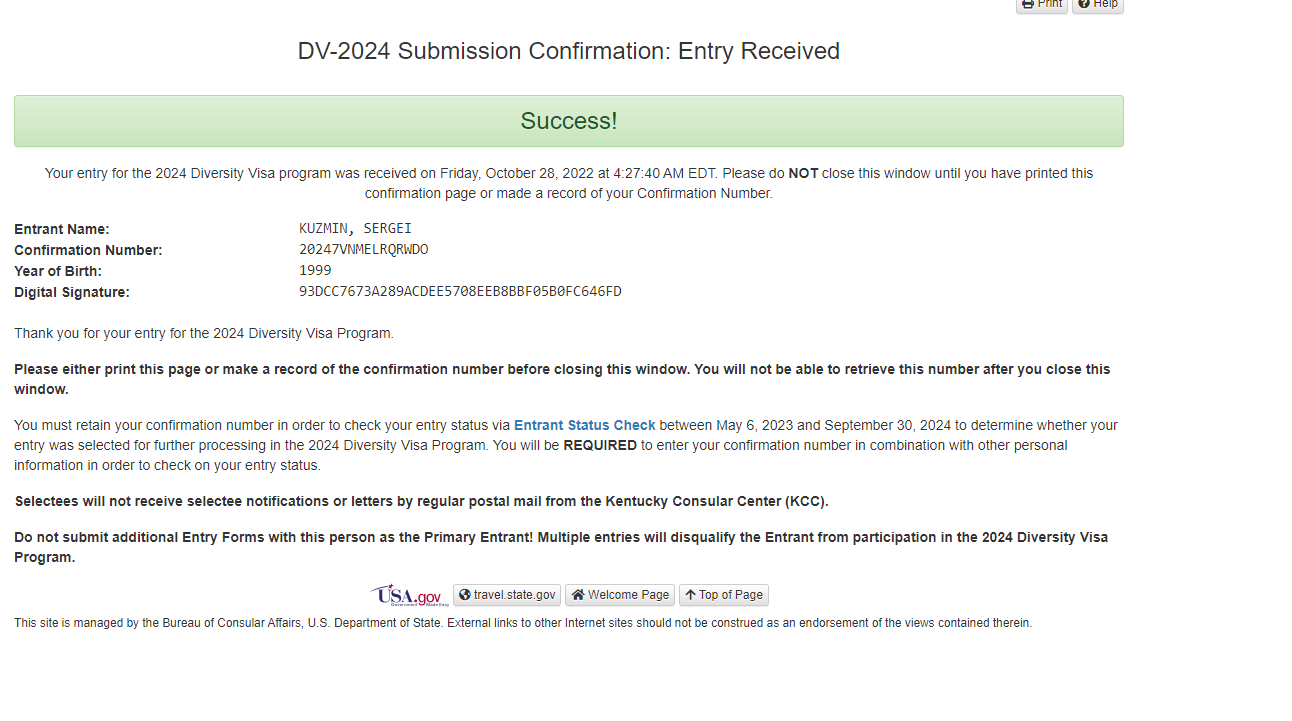 Print Help
DV-2024 Submission Confirmation: Entry Received
Success!
Your entry for the 2024 Diversity Visa program was received on Friday, October 28, 2022 at 4:27:40 AM EDT. Please do NOT close this window until you have printed this
confirmation page or made a record of your Confirmation Number.
Entrant Name: KUZMIN, SERGEI
Confirmation Number: 20247VNMELRQRWDO
Year of Birth: 1999
Digital Signature: 93DCC7673A289ACDEE5708EEB8BBF05B0FC646FD
Thank you for your entry for the 2024 Diversity Visa Program.
Please either print this page or make a record of the confirmation number before closing this window. You will not be able to retrieve this number after you close this
window.
You must retain your confirmation number in order to check your entry status via Entrant Status Check between May 6, 2023 and September 30, 2024 to determine whether your
entry was selected for further processing in the 2024 Diversity Visa Program. You will be REQUIRED to enter your confirmation number in combination with other personal
information in order to check on your entry status.
Selectees will not receive selectee notifications or letters by regular postal mail from the Kentucky Consular Center (KCC).
Do not submit additional Entry Forms with this person as the Primary Entrant! Multiple entries will disqualify the Entrant from participation in the 2024 Diversity Visa
Program.
USA.gov travel.state.gov Welcome Page Top of Page
Government Made Easy
This site is managed by the Bureau of Consular Affairs, U.S. Department of State. External links to other Internet sites should not be construed as an endorsement of the views contained therein.